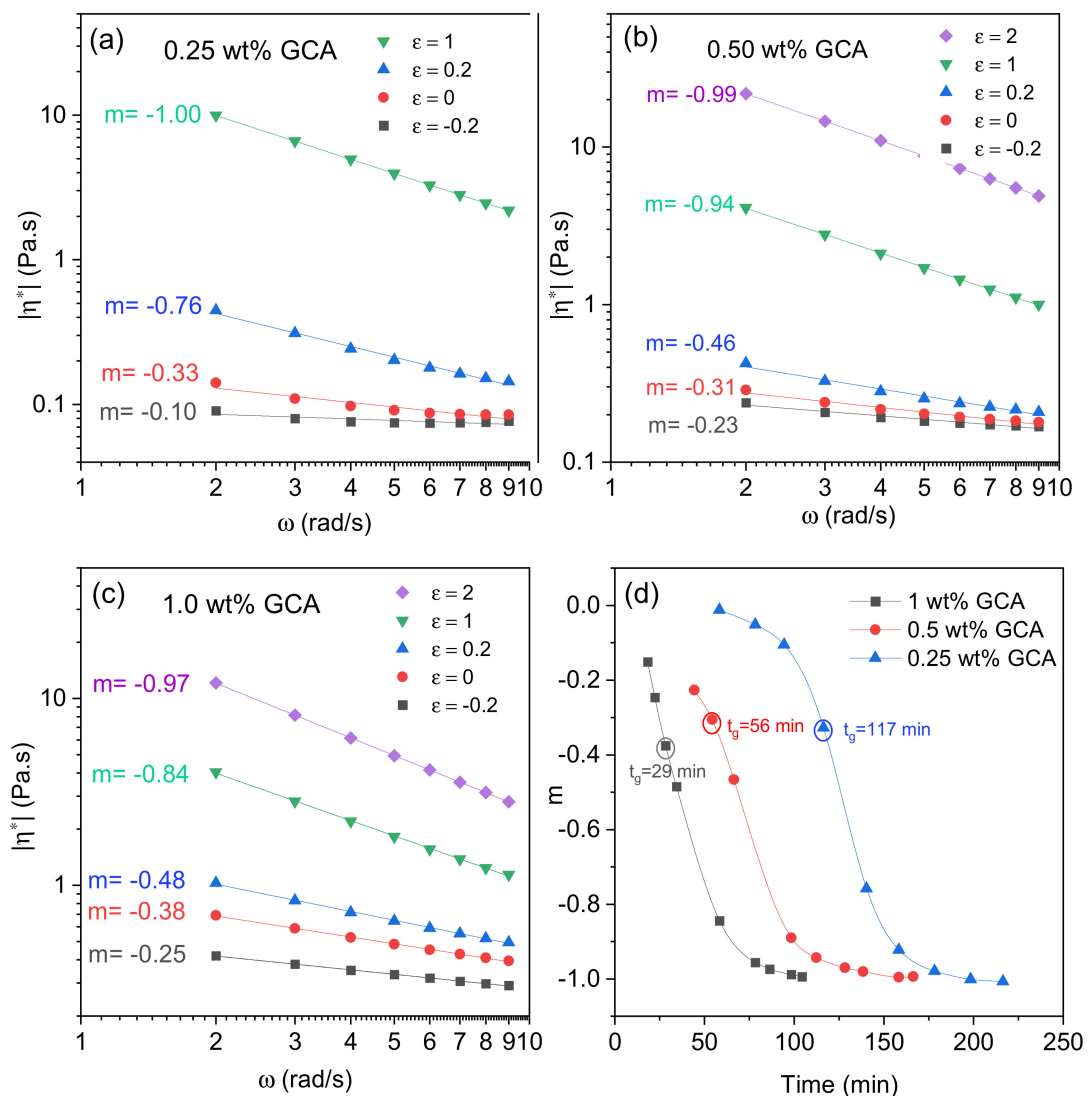 (a)
0.25 wt% GCA
ε = 1
ε = 0.2
ε = 0
ε = -0.2
m= -1.00
m= -0.76
m= -0.33
m= -0.10
10
1
0.1
|η*| (Pa.s)
1 2 3 4 5 6 7 8 9 10
ω (rad/s)
(b)
0.50 wt% GCA
ε = 2
ε = 1
ε = 0.2
ε = 0
ε = -0.2
m= -0.99
m= -0.94
m= -0.46
m= -0.31
m= -0.23
10
1
0.1
|η*| (Pa.s)
1 2 3 4 5 6 7 8 9 10
ω (rad/s)
(c)
1.0 wt% GCA
ε = 2
ε = 1
ε = 0.2
ε = 0
ε = -0.2
m= -0.97
m= -0.84
m= -0.48
m= -0.38
m= -0.25
10
1
|η*| (Pa.s)
1 2 3 4 5 6 7 8 9 10
ω (rad/s)
(d)
1 wt% GCA
0.5 wt% GCA
0.25 wt% GCA
tg=56 min
tg=117 min
tg=29 min
0.0
-0.2
-0.4
-0.6
-0.8
-1.0
m
0 50 100 150 200 250
Time (min)